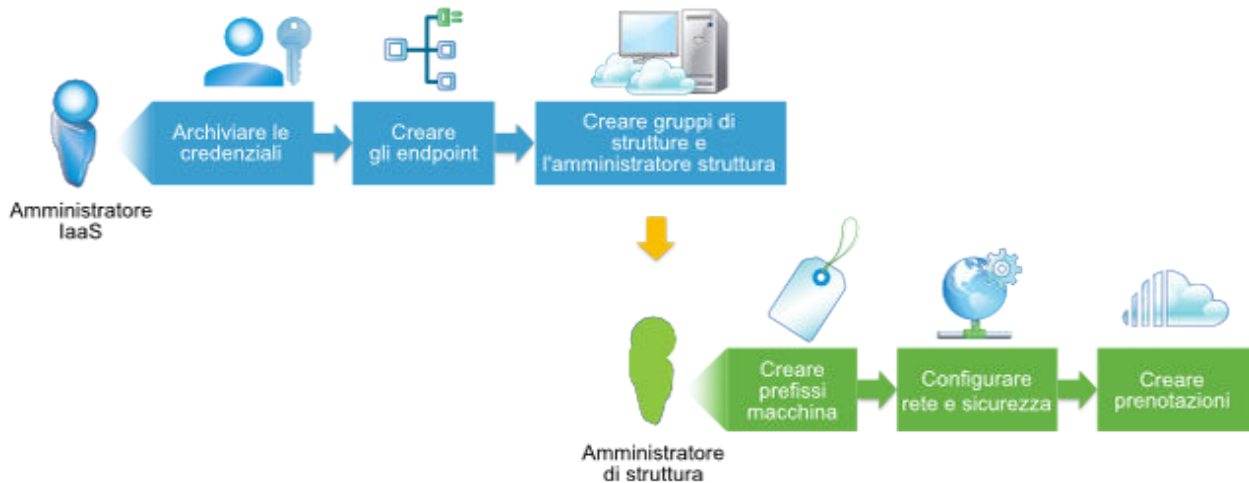 Archiviare le
credenziali
Creare
gli endpoint
Creare gruppi di
strutture e
l'amministratore struttura
Amministratore
IaaS
Creare
prefissi
macchina
Configurare
rete e sicurezza
Creare
prenotazioni
Amministratore
di struttura